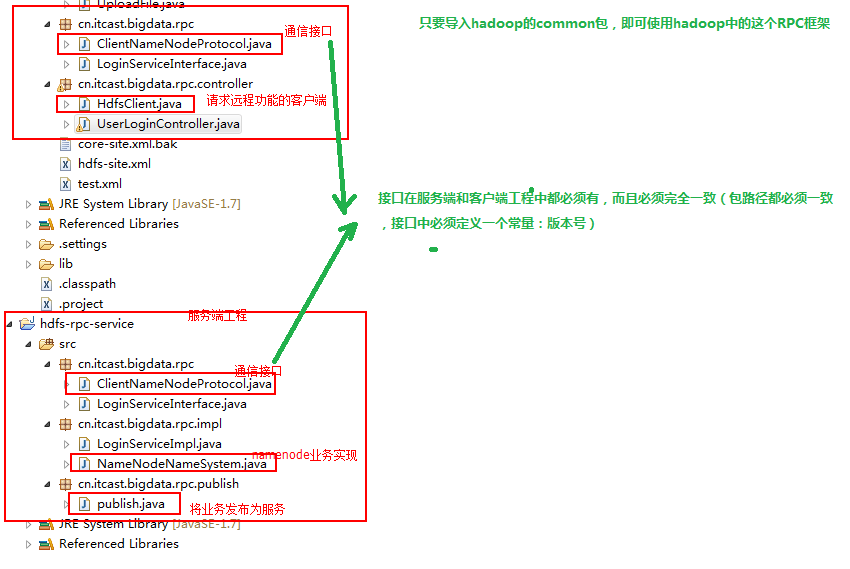 UploadFile.java
cn.itcast.bigdata.rpc
通信接口
只要导入hadoop的common包，即可使用hadoop中的这个RPC框架
ClientNameNodeProtocol.java
LoginServiceInterface.java
cn.itcast.bigdata.rpc.controller
HdfsClient.java
请求远程功能的客户端
UserLoginController.java
core-site.xml.bak
hdfs-site.xml
test.xml
JRE System Library [JavaSE-1.7]
接口在服务端和客户端工程中都必须有，而且必须完全一致（包路径都必须一致
，接口中必须定义一个常量：版本号）
Referenced Libraries
.settings
lib
.classpath
.project
服务端工程
hdfs-rpc-service
src
cn.itcast.bigdata.rpc
通信接口
ClientNameNodeProtocol.java
LoginServiceInterface.java
cn.itcast.bigdata.rpc.impl
LoginServiceImpl.java
namenode业务实现
NameNodeNameSystem.java
cn.itcast.bigdata.rpc.publish
publish.java
将业务发布为服务
JRE System Library [JavaSE-1.7]
Referenced Libraries